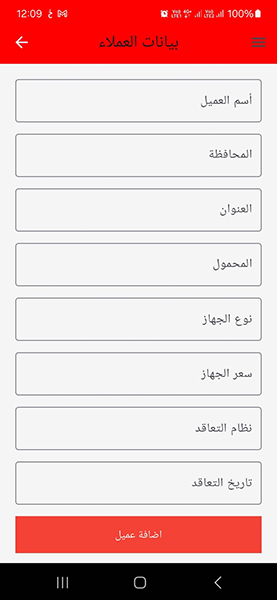 12:09 خ 100%
بيانات العملاء
أسم العميل
المحافظة
العنوان
المحمول
نوع الجهاز
سعر الجهاز
نظام التعاقد
تاريخ التعاقد
اضافة عميل